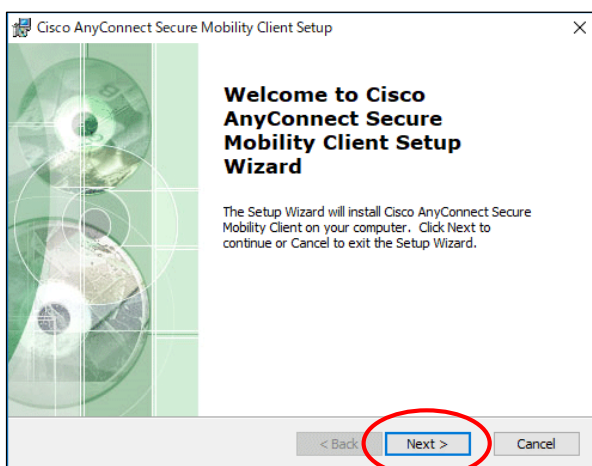 Cisco AnyConnect Secure Mobility Client Setup
Welcome to Cisco
AnyConnect Secure
Mobility Client Setup
Wizard
The Setup Wizard will install Cisco AnyConnect Secure
Mobility Client on your computer. Click Next to
continue or Cancel to exit the Setup Wizard.
< Back
Next >
Cancel